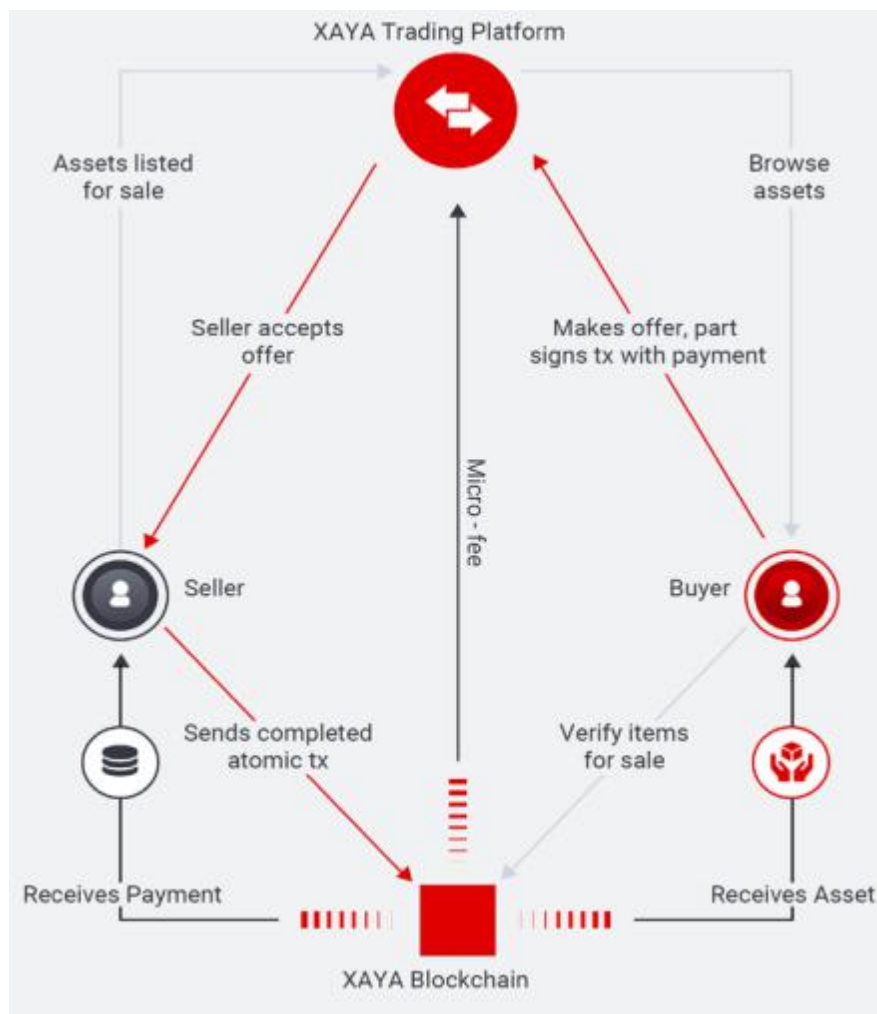 XAYA Trading Platform
Assets listed
for sale
Browse
assets
Seller accepts
offer
Makes offer, part
signs tx with payment
Micro - fee
Seller
Buyer
Sends completed
atomic tx
Verify items
for sale
Receives Payment
Receives Asset
XAYA Blockchain